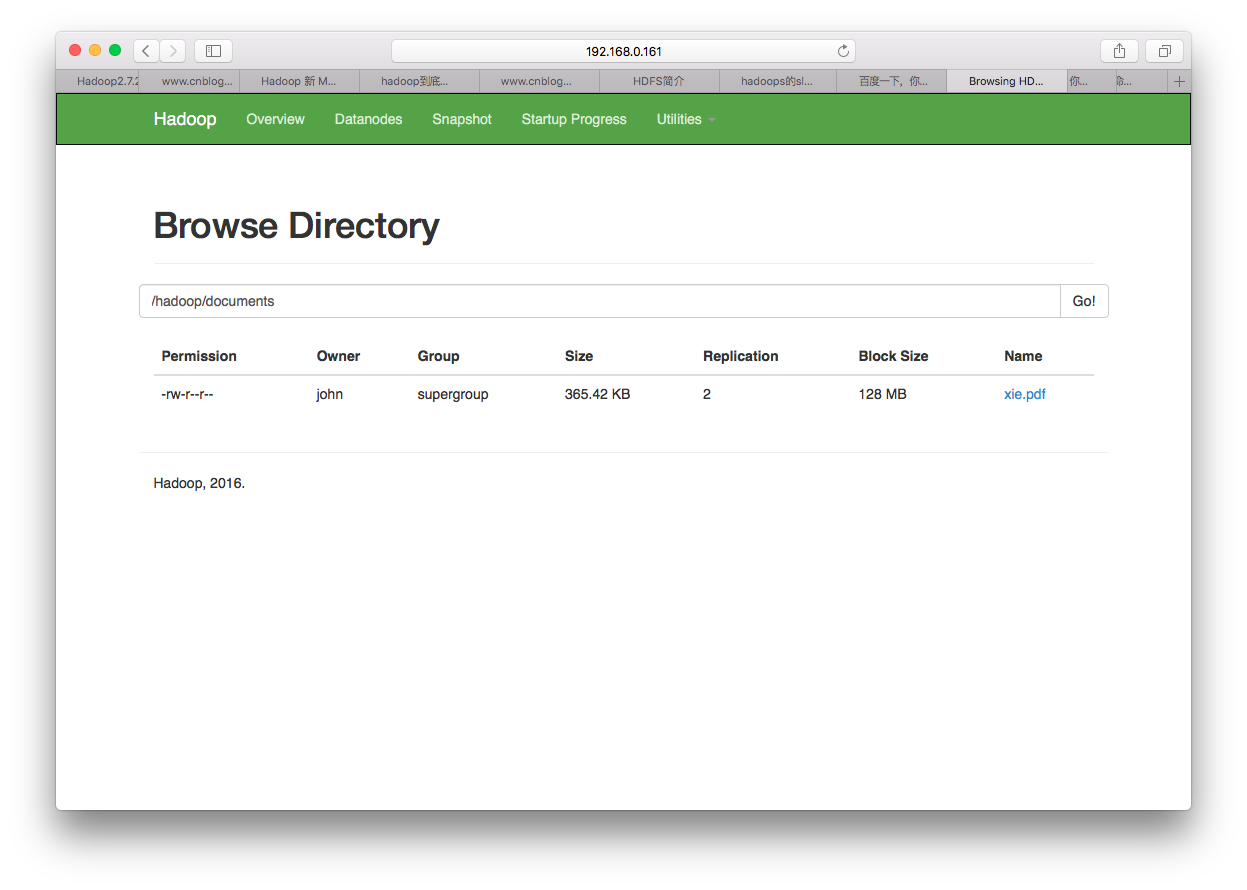 192.168.0.161
Hadoop2.7.2 www.cnblog... Hadoop 新 M... hadoop到底... www.cnblog... HDFS简介 hadoops的sl... 百度一下，你... Browsing HD... 你... 命...
Hadoop Overview Datanodes Snapshot Startup Progress Utilities
Browse Directory
/hadoop/documents Go!
Permission Owner Group Size Replication Block Size Name
-rw-r--r-- john supergroup 365.42 KB 2 128 MB xie.pdf
Hadoop, 2016.